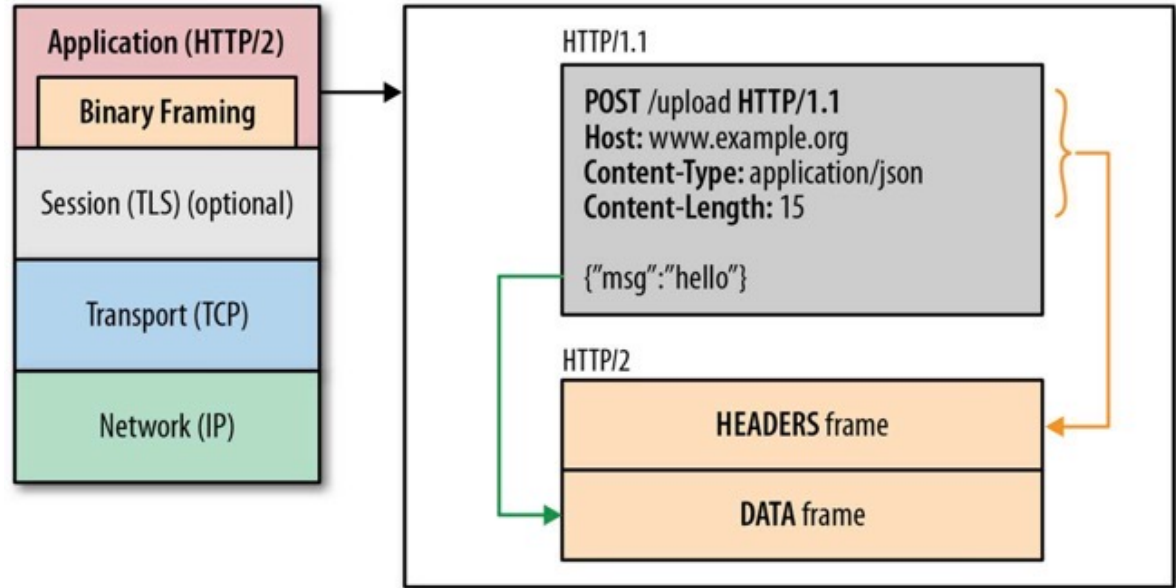 Application (HTTP/2)
Binary Framing
Session (TLS) (optional)
Transport (TCP)
Network (IP)
HTTP/1.1
POST /upload HTTP/1.1
Host: www.example.org
Content-Type: application/json
Content-Length: 15
{”msg”:”hello”}
HTTP/2
HEADERS frame
DATA frame